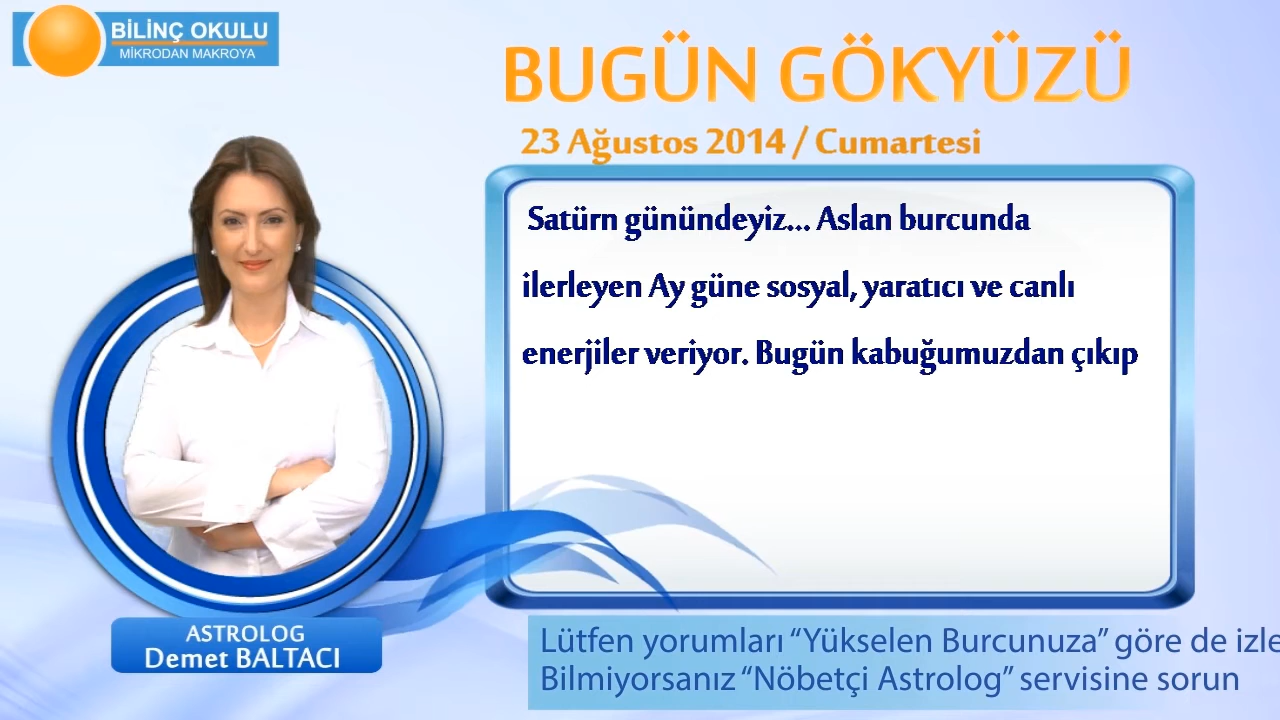 BİLİNÇ OKULU
MİKRODAN MAKROYA
BUGÜN GÖKYÜZÜ
23 Ağustos 2014 / Cumartesi
Satürn günündeyiz... Aslan burcunda
ilerleyen Ay güne sosyal, yaratıcı ve canlı
enerjiler veriyor. Bugün kabuğumuzdan çıkıp
ASTROLOG
Demet BALTACI
Lütfen yorumları “Yükselen Burcunuza” göre de izle
Bilmiyorsanız “Nöbetçi Astrolog” servisine sorun